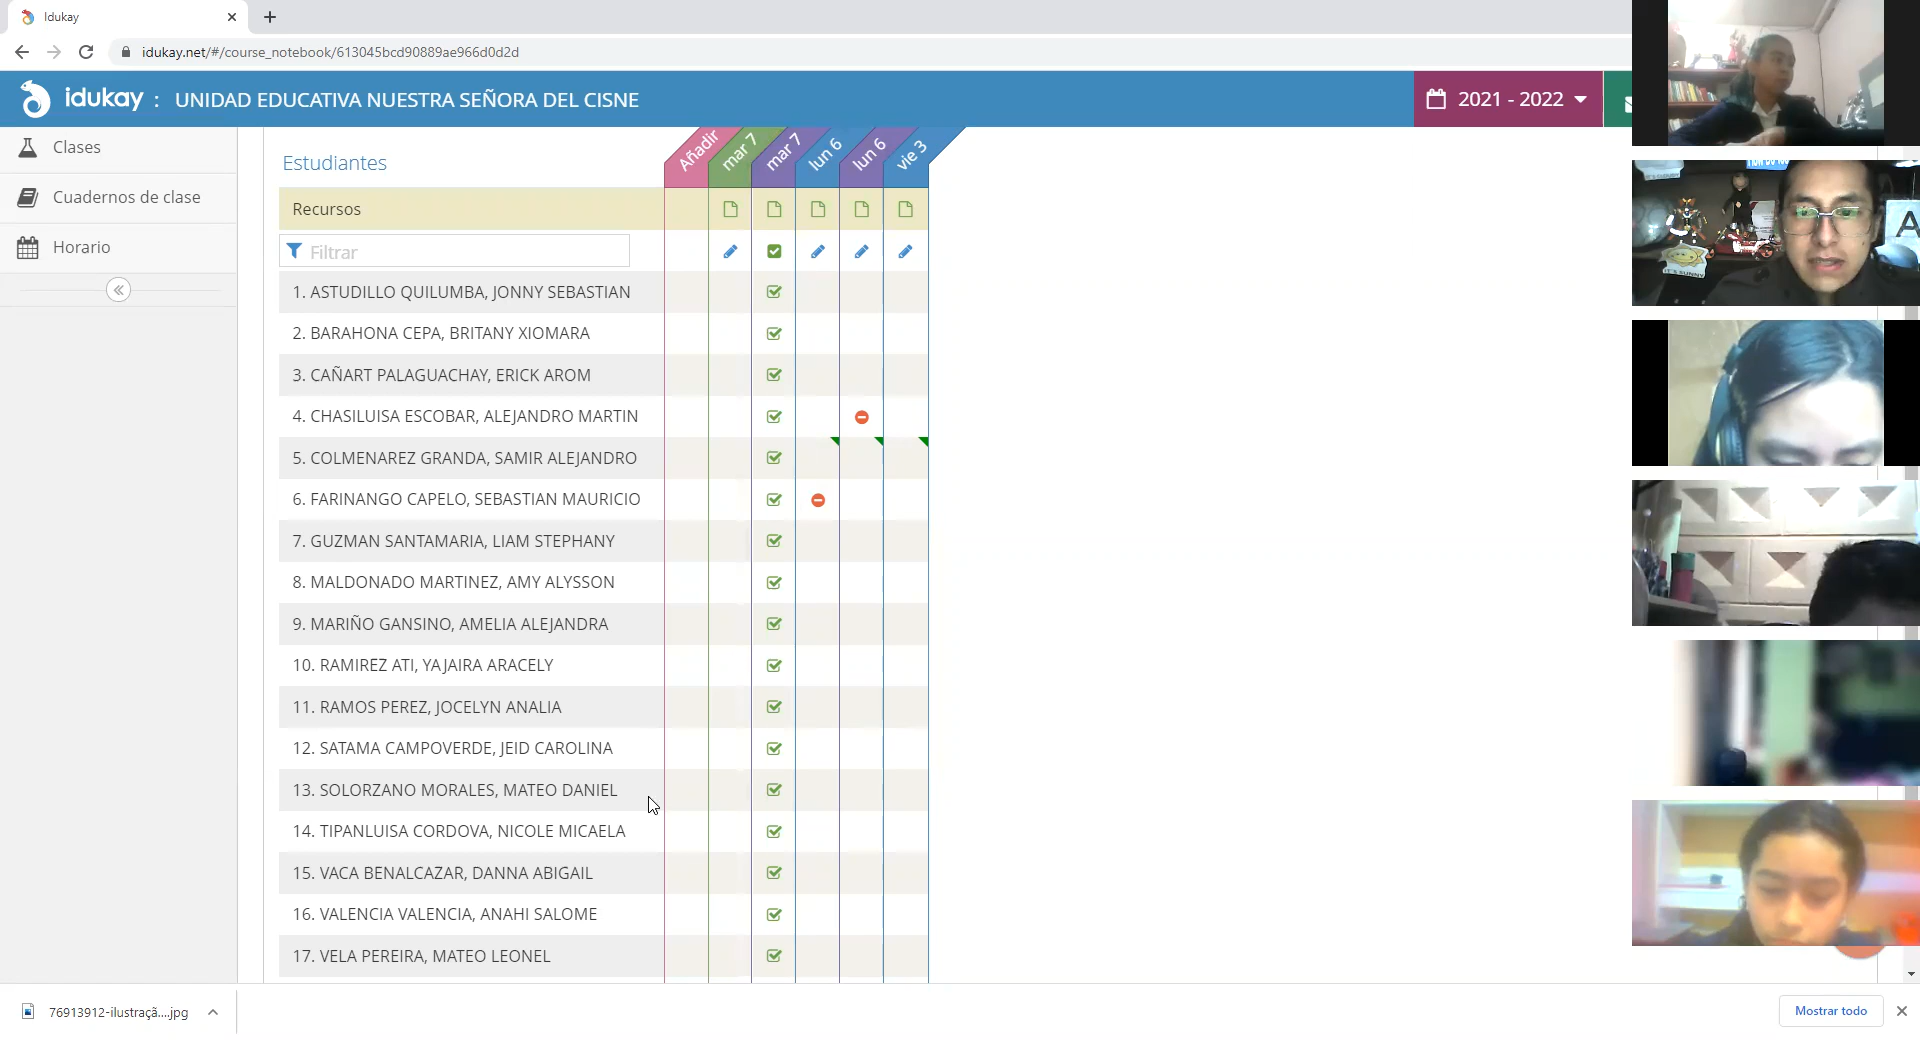 Idukay
idukay.net/#/course_notebook/613045bcd90889ae966d0d2d
idukay : UNIDAD EDUCATIVA NUESTRA SEÑORA DEL CISNE
2021 - 2022
Clases
Cuadernos de clase
Horario
Estudiantes
Añadir
mar 7
mar 7
lun 6
lun 6
vie 3
Recursos
Filtrar
1. ASTUDILLO QUILUMBA, JONNY SEBASTIAN
2. BARAHONA CEPA, BRITANY XIOMARA
3. CAÑART PALAGUACHAY, ERICK AROM
4. CHASILUISA ESCOBAR, ALEJANDRO MARTIN
5. COLMENAREZ GRANDA, SAMIR ALEJANDRO
6. FARINANGO CAPELO, SEBASTIAN MAURICIO
7. GUZMAN SANTAMARIA, LIAM STEPHANY
8. MALDONADO MARTINEZ, AMY ALYSSON
9. MARIÑO GANSINO, AMELIA ALEJANDRA
10. RAMIREZ ATI, YAJAIRA ARACELY
11. RAMOS PEREZ, JOCELYN ANALIA
12. SATAMA CAMPOVERDE, JEID CAROLINA
13. SOLORZANO MORALES, MATEO DANIEL
14. TIPANLUISA CORDOVA, NICOLE MICAELA
15. VACA BENALCAZAR, DANNA ABIGAIL
16. VALENCIA VALENCIA, ANAHI SALOME
17. VELA PEREIRA, MATEO LEONEL
IT'S SUNNY
A
76913912-ilustraçã....jpg
Mostrar todo